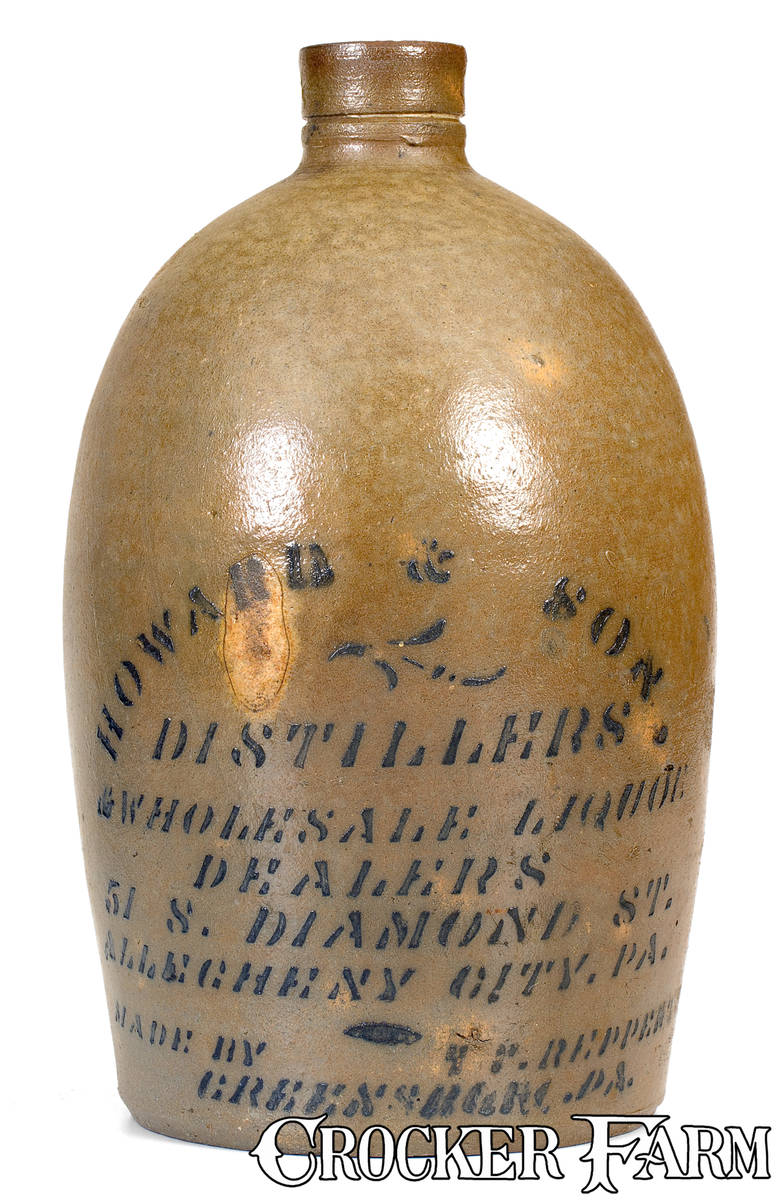 HOWARD & SON.
DISTILLERS
& WHOLESALE LIQUOR
DEALERS
51 S. DIAMOND ST.
ALLEGHENY CITY. PA.
MADE BY T. F. REPPERT
GREENSBORO. PA.
CROCKER FARM